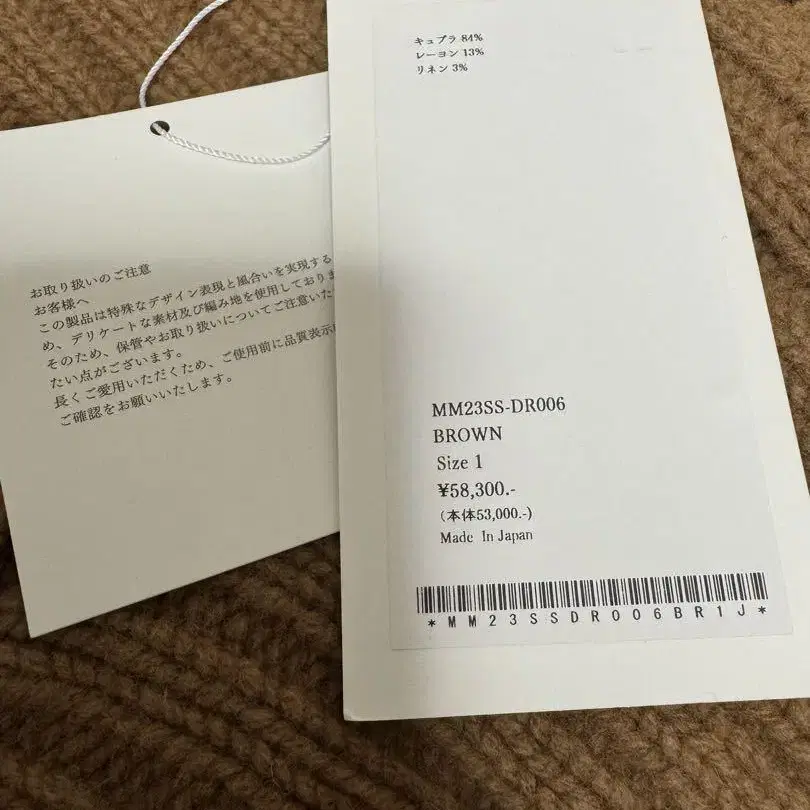 キュプラ 84%
レーヨン 13%
リネン 3%
お取り扱いのご注意
お客様へ
この製品は特殊なデザイン表現と風合いを実現する
め、デリケートな素材及び編み地を使用しており
そのため、保管やお取り扱いについてご注意いた
たい点がございます。
長くご愛用いただくため、ご使用前に品質表示
ご確認をお願いいたします。
MM23SS-DR006
BROWN
Size 1
¥58,300.-
(本体53,000.-)
Made In Japan
*MM23SSDR006BR1J*